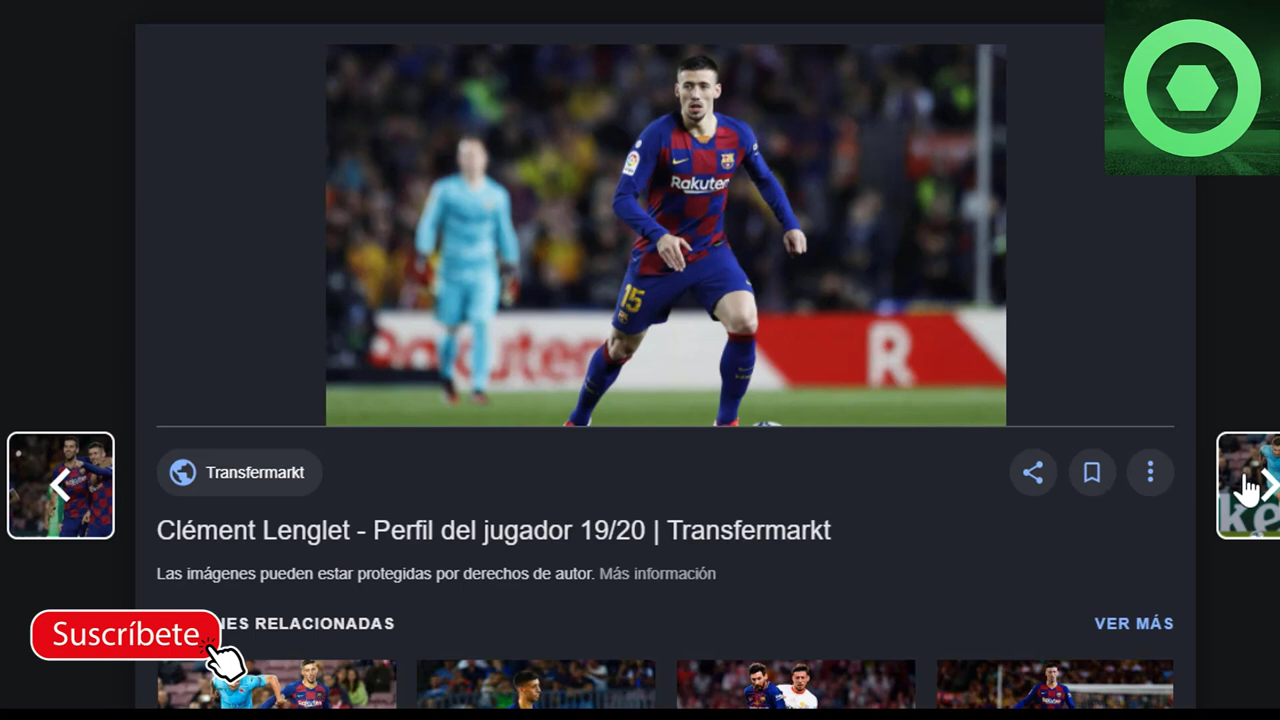 Rakuten
15
Rakuten
R
Transfermarkt
Clément Lenglet - Perfil del jugador 19/20 | Transfermarkt
Las imágenes pueden estar protegidas por derechos de autor. Más información
NES RELACIONADAS
VER MÁS
Suscríbete